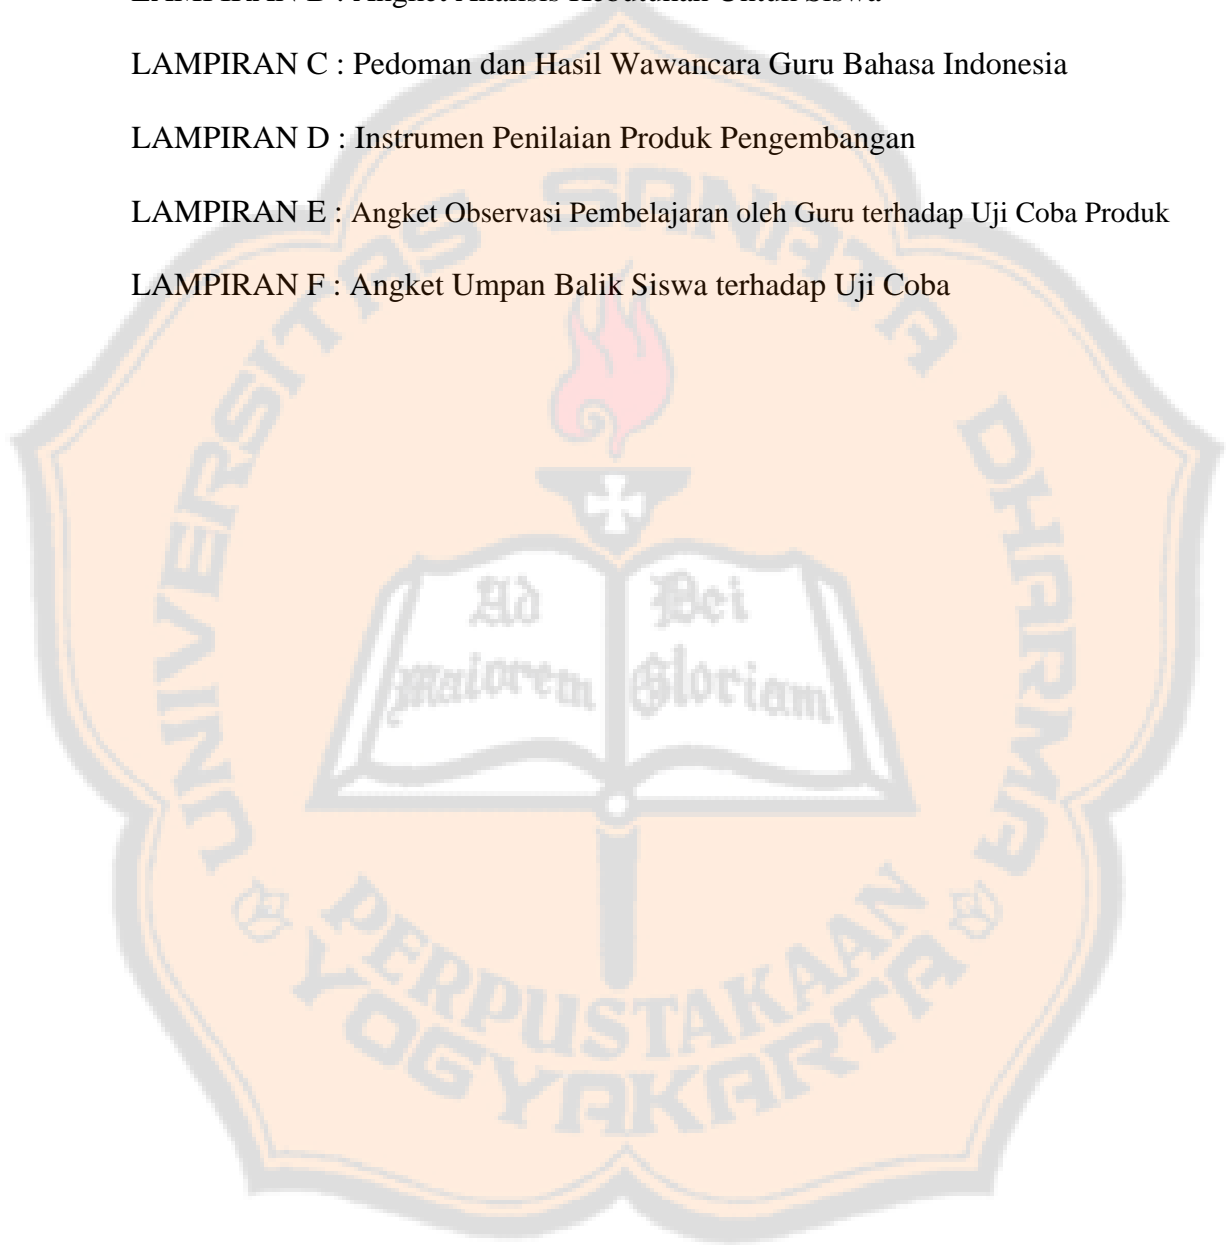 LAMPIRAN C : Pedoman dan Hasil Wawancara Guru Bahasa Indonesia
LAMPIRAN D : Instrumen Penilaian Produk Pengembangan
LAMPIRAN E : Angket Observasi Pembelajaran oleh Guru terhadap Uji Coba Produk
LAMPIRAN F : Angket Umpan Balik Siswa terhadap Uji Coba
UNIVERSITAS SANATA DHARMA
Ad Dei
maiorem Gloriam
PERPUSTAKAAN
YOGYAKARTA